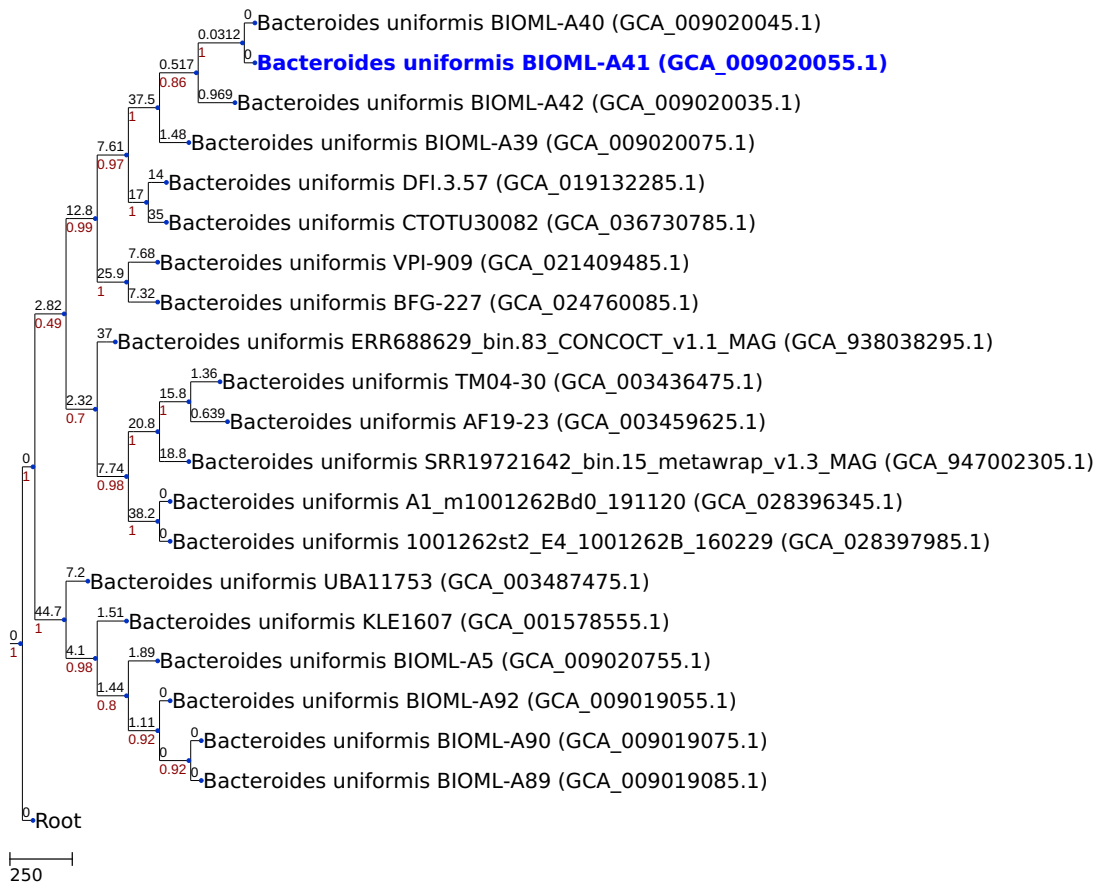 0
Bacteroides uniformis BIOML-A40 (GCA_009020045.1)
0.0312
1
0
Bacteroides uniformis BIOML-A41 (GCA_009020055.1)
0.517
0.86
0.969
Bacteroides uniformis BIOML-A42 (GCA_009020035.1)
37.5
1
1.48
Bacteroides uniformis BIOML-A39 (GCA_009020075.1)
7.61
0.97
14
Bacteroides uniformis DFI.3.57 (GCA_019132285.1)
17
1
35
Bacteroides uniformis CTOTU30082 (GCA_036730785.1)
12.8
0.99
7.68
Bacteroides uniformis VPI-909 (GCA_021409485.1)
25.9
1
7.32
Bacteroides uniformis BFG-227 (GCA_024760085.1)
2.82
0.49
37
Bacteroides uniformis ERR688629_bin.83_CONCOCT_v1.1_MAG (GCA_938038295.1)
2.32
0.7
1.36
Bacteroides uniformis TM04-30 (GCA_003436475.1)
15.8
1
0.639
Bacteroides uniformis AF19-23 (GCA_003459625.1)
20.8
1
18.8
Bacteroides uniformis SRR19721642_bin.15_metawrap_v1.3_MAG (GCA_947002305.1)
0
1
7.74
0.98
0
Bacteroides uniformis A1_m1001262Bd0_191120 (GCA_028396345.1)
38.2
1
0
Bacteroides uniformis 1001262st2_E4_1001262B_160229 (GCA_028397985.1)
7.2
Bacteroides uniformis UBA11753 (GCA_003487475.1)
44.7
1
1.51
Bacteroides uniformis KLE1607 (GCA_001578555.1)
0
1
4.1
0.98
1.89
Bacteroides uniformis BIOML-A5 (GCA_009020755.1)
1.44
0.8
0
Bacteroides uniformis BIOML-A92 (GCA_009019055.1)
1.11
0.92
0
Bacteroides uniformis BIOML-A90 (GCA_009019075.1)
0
0.92
0
Bacteroides uniformis BIOML-A89 (GCA_009019085.1)
0
Root
250